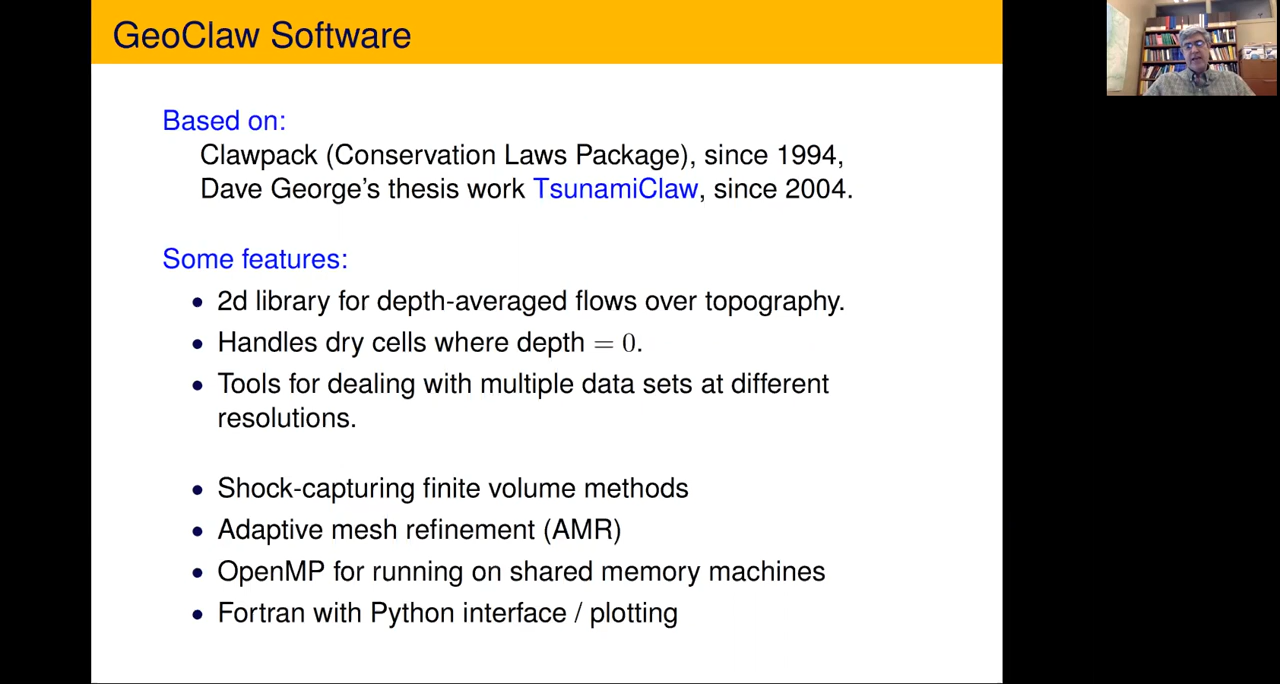 GeoClaw Software
Based on:
Clawpack (Conservation Laws Package), since 1994,
Dave George's thesis work TsunamiClaw, since 2004.
Some features:
• 2d library for depth-averaged flows over topography.
• Handles dry cells where depth = 0.
• Tools for dealing with multiple data sets at different
resolutions.
• Shock-capturing finite volume methods
• Adaptive mesh refinement (AMR)
• OpenMP for running on shared memory machines
• Fortran with Python interface / plotting